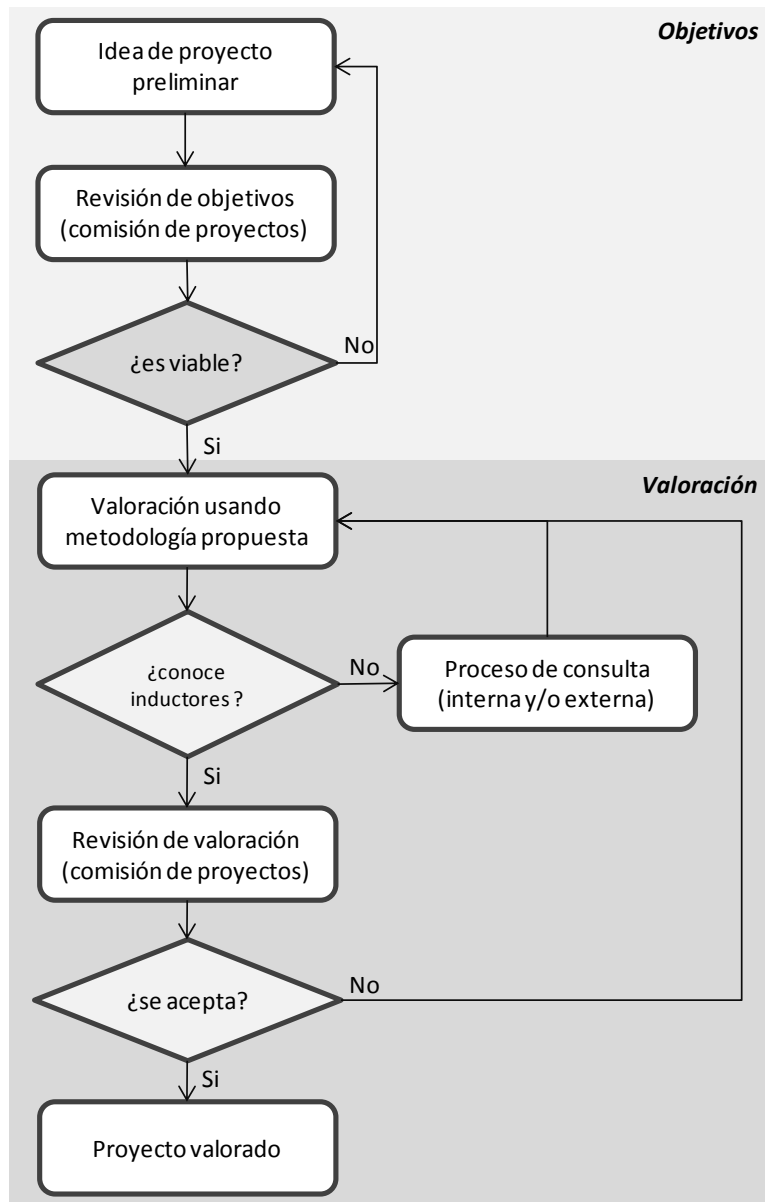 Objetivos
Idea de proyecto
preliminar
Revisión de objetivos
(comisión de proyectos)
¿es viable?
No
Si
Valoración
Valoración usando
metodología propuesta
¿conoce
inductores ?
No
Proceso de consulta
(interna y/o externa)
Si
Revisión de valoración
(comisión de proyectos)
¿se acepta?
No
Si
Proyecto valorado